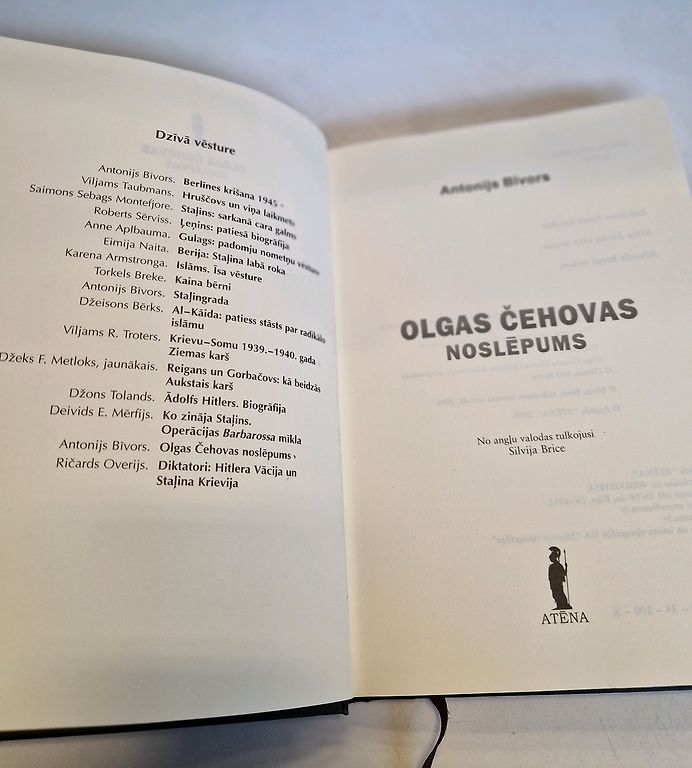 Dzīvā vēsture
Antonijs Bīvors. Berlīnes krišana 1945
Viljams Taubmans. Hruščovs un viņa laikmets
Saimons Sebags Montefjore. Staļins: sarkanā cara galms
Roberts Sērviss. Ļeņins: patiesā biogrāfija
Anne Aplbauma. Gulags: padomju nometņu vēsture
Eimija Naita. Berija: Staļina labā roka
Karena Armstronga. Islāms. Īsa vēsture
Torkels Breke. Kaina bērni
Antonijs Bīvors. Staļingrada
Džeisons Bērks. Al–Kāida: patiess stāsts par radikālo
islāmu
Viljams R. Troters. Krievu–Somu 1939.–1940. gada
Ziemas karš
Džeks F. Metloks, jaunākais. Reigans un Gorbačovs: kā beidzās
Aukstais karš
Džons Tolands. Ādolfs Hitlers. Biogrāfija
Deivids E. Mērfijs. Ko zināja Staļins.
Operācijas Barbarossa mīkla
Antonijs Bīvors. Olgas Čehovas noslēpums
Ričards Overijs. Diktatori: Hitlera Vācija un
Staļina Krievija
Antonijs Bīvors
OLGAS ČEHOVAS
NOSLĒPUMS
No angļu valodas tulkojusi
Silvija Brice
ATĒNA